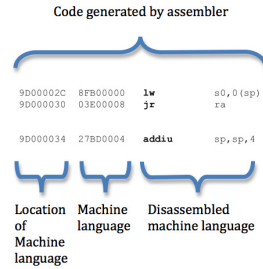 Code generated by assembler
9D00002C 8FB00000 lw s0,0(sp)
9D000030 03E00008 jr ra
9D000034 27BD0004 addiu sp,sp,4
Location of Machine language
Machine language
Disassembled machine language